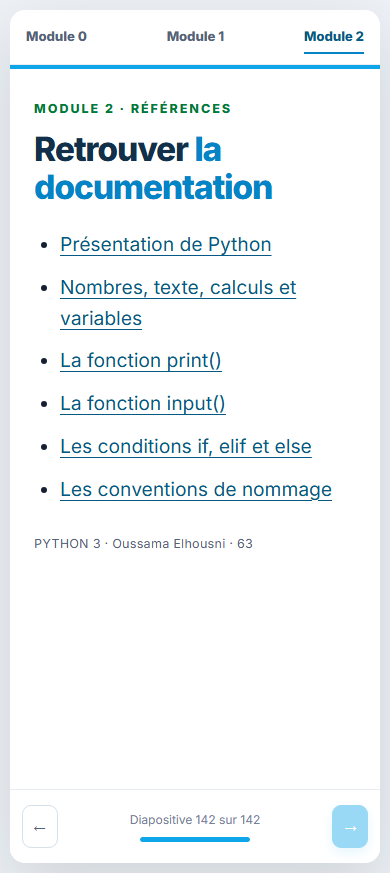 Module 0 Module 1 Module 2
MODULE 2 · RÉFÉRENCES
Retrouver la
documentation
• Présentation de Python
• Nombres, texte, calculs et
variables
• La fonction print()
• La fonction input()
• Les conditions if, elif et else
• Les conventions de nommage
PYTHON 3 · Oussama Elhousni · 63
← Diapositive 142 sur 142 →